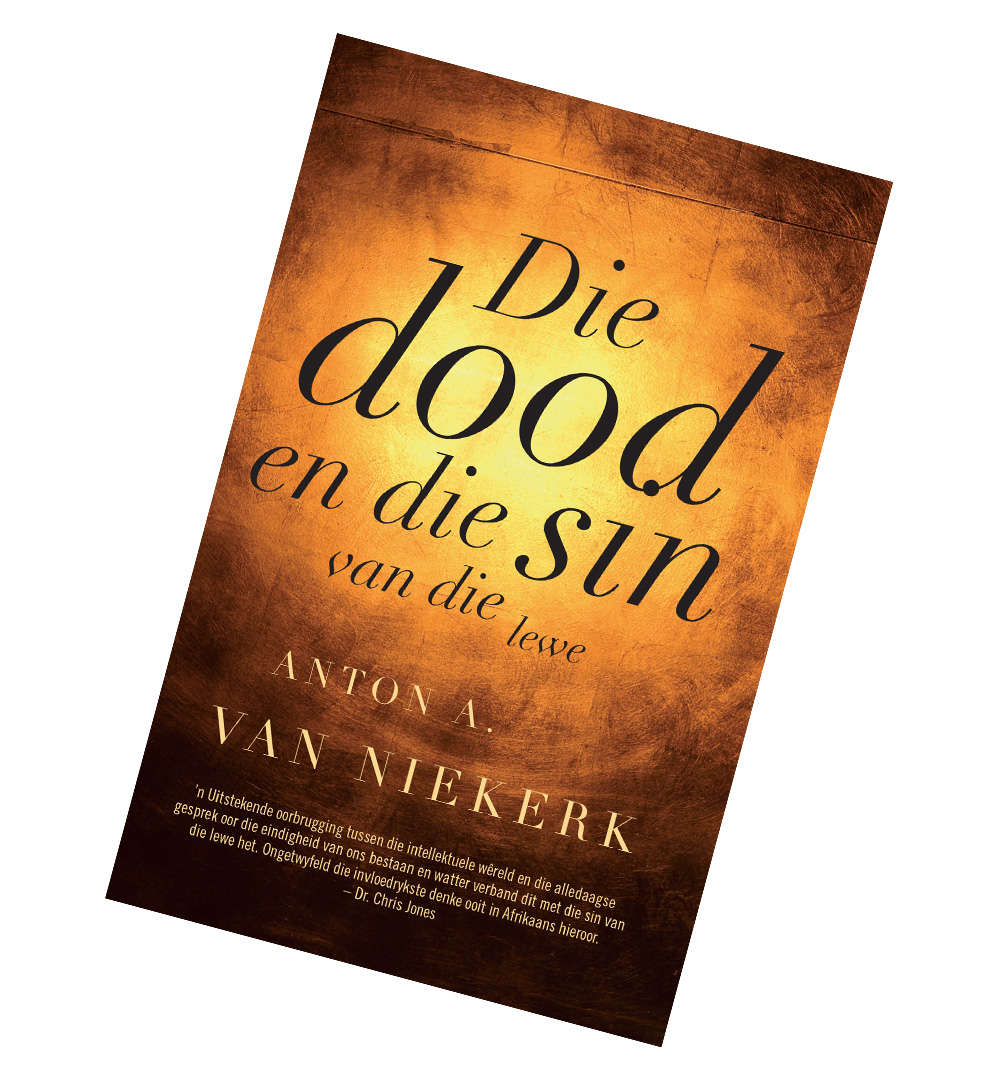 Die
dood
en die sin
van die lewe
ANTON A.
VAN NIEKERK
'n Uitstekende oorbrugging tussen die intellektuele wêreld en die alledaagse
gesprek oor die eindigheid van ons bestaan en watter verband dit met die sin van
die lewe het. Ongetwyfeld die invloedrykste denke ooit in Afrikaans hieroor.
– Dr. Chris Jones